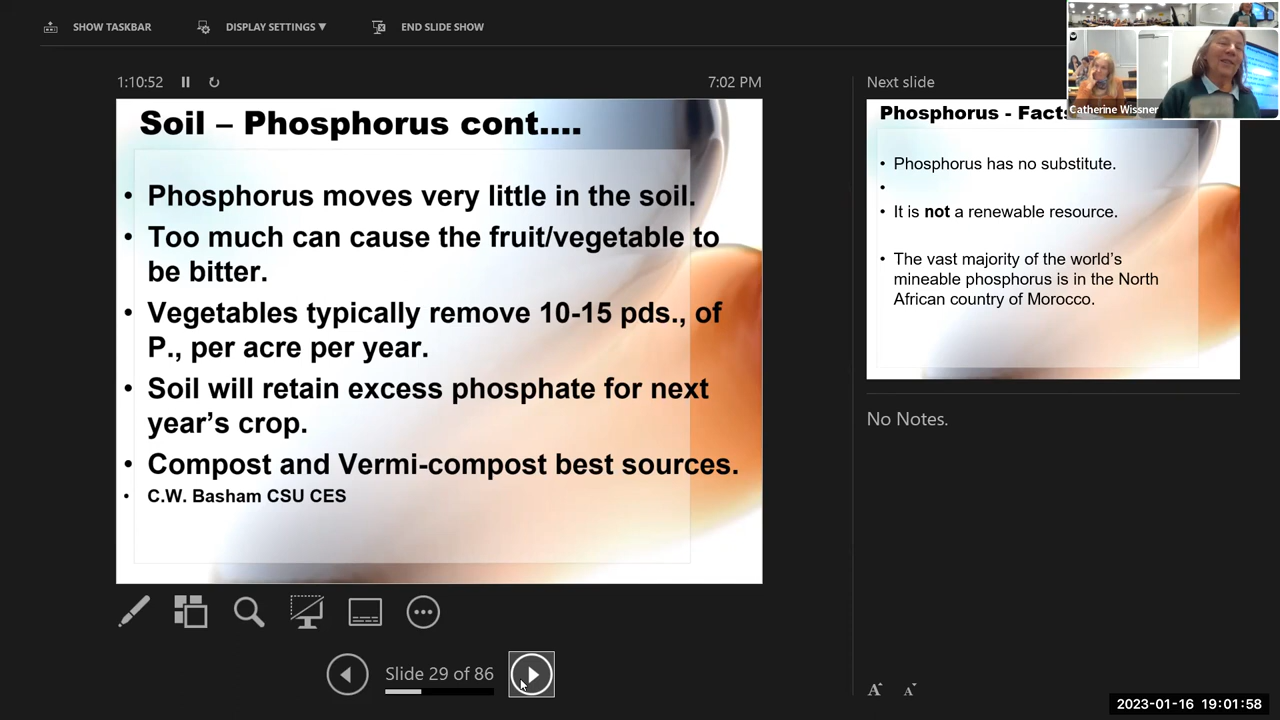 SHOW TASKBAR
DISPLAY SETTINGS ▼
END SLIDE SHOW
1:10:52
7:02 PM
Soil – Phosphorus cont....
• Phosphorus moves very little in the soil.
• Too much can cause the fruit/vegetable to
be bitter.
• Vegetables typically remove 10-15 pds., of
P., per acre per year.
• Soil will retain excess phosphate for next
year's crop.
• Compost and Vermi-compost best sources.
• C.W. Basham CSU CES
Slide 29 of 86
Next slide
Catherine Wissner
Phosphorus - Facts
• Phosphorus has no substitute.
•
• It is not a renewable resource.
• The vast majority of the world's
mineable phosphorus is in the North
African country of Morocco.
No Notes.
A A
2023-01-16 19:01:58